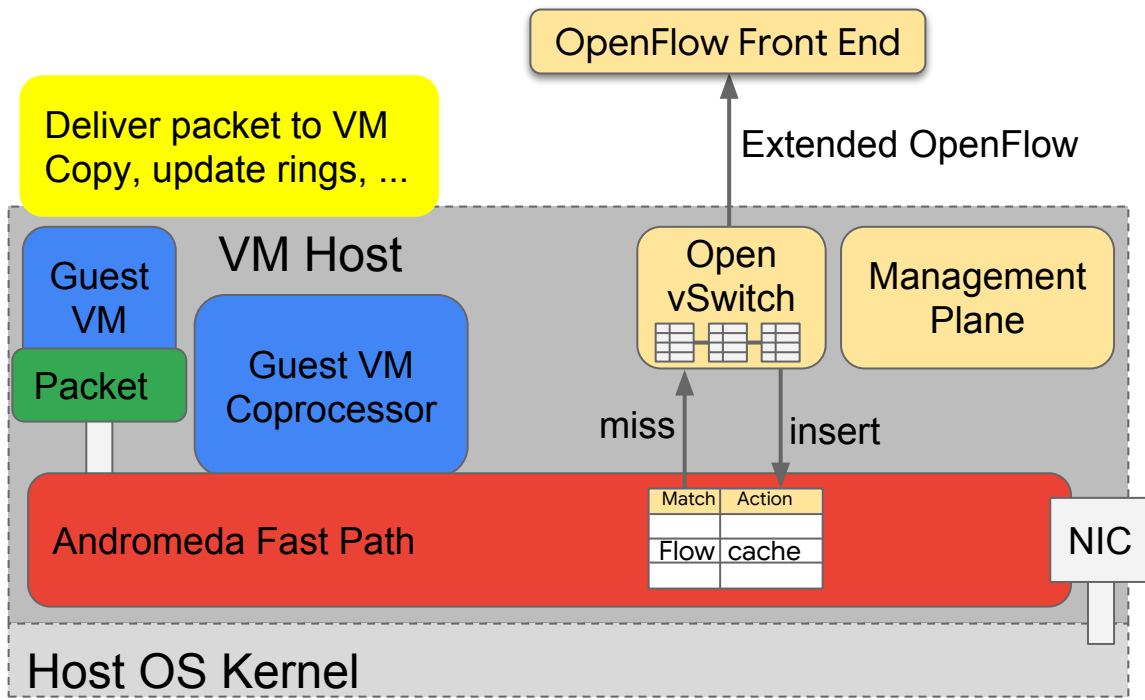 OpenFlow Front End
Deliver packet to VM
Copy, update rings, ...
Extended OpenFlow
VM Host
Guest
VM
Packet
Guest VM
Coprocessor
Open
vSwitch
Management
Plane
miss
insert
Match Action
Flow cache
Andromeda Fast Path
NIC
Host OS Kernel